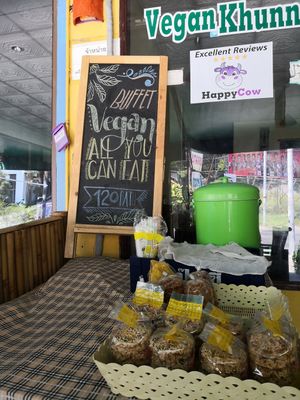 Vegan Khunn
Excellent Reviews
HappyCow
BUFFET
Vegan
ALL YOU
CAN EAT
120